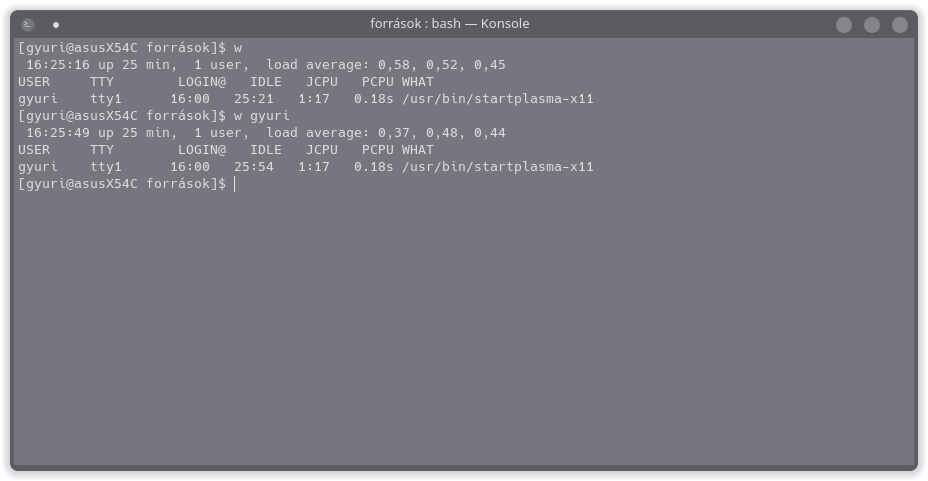 források : bash — Konsole
[gyuri@asusX54C források]$ w
 16:25:16 up 25 min,  1 user,  load average: 0,58, 0,52, 0,45
USER     TTY        LOGIN@   IDLE   JCPU   PCPU WHAT
gyuri    tty1      16:00   25:21   1:17   0.18s /usr/bin/startplasma-x11
[gyuri@asusX54C források]$ w gyuri
 16:25:49 up 25 min,  1 user,  load average: 0,37, 0,48, 0,44
USER     TTY        LOGIN@   IDLE   JCPU   PCPU WHAT
gyuri    tty1      16:00   25:54   1:17   0.18s /usr/bin/startplasma-x11
[gyuri@asusX54C források]$